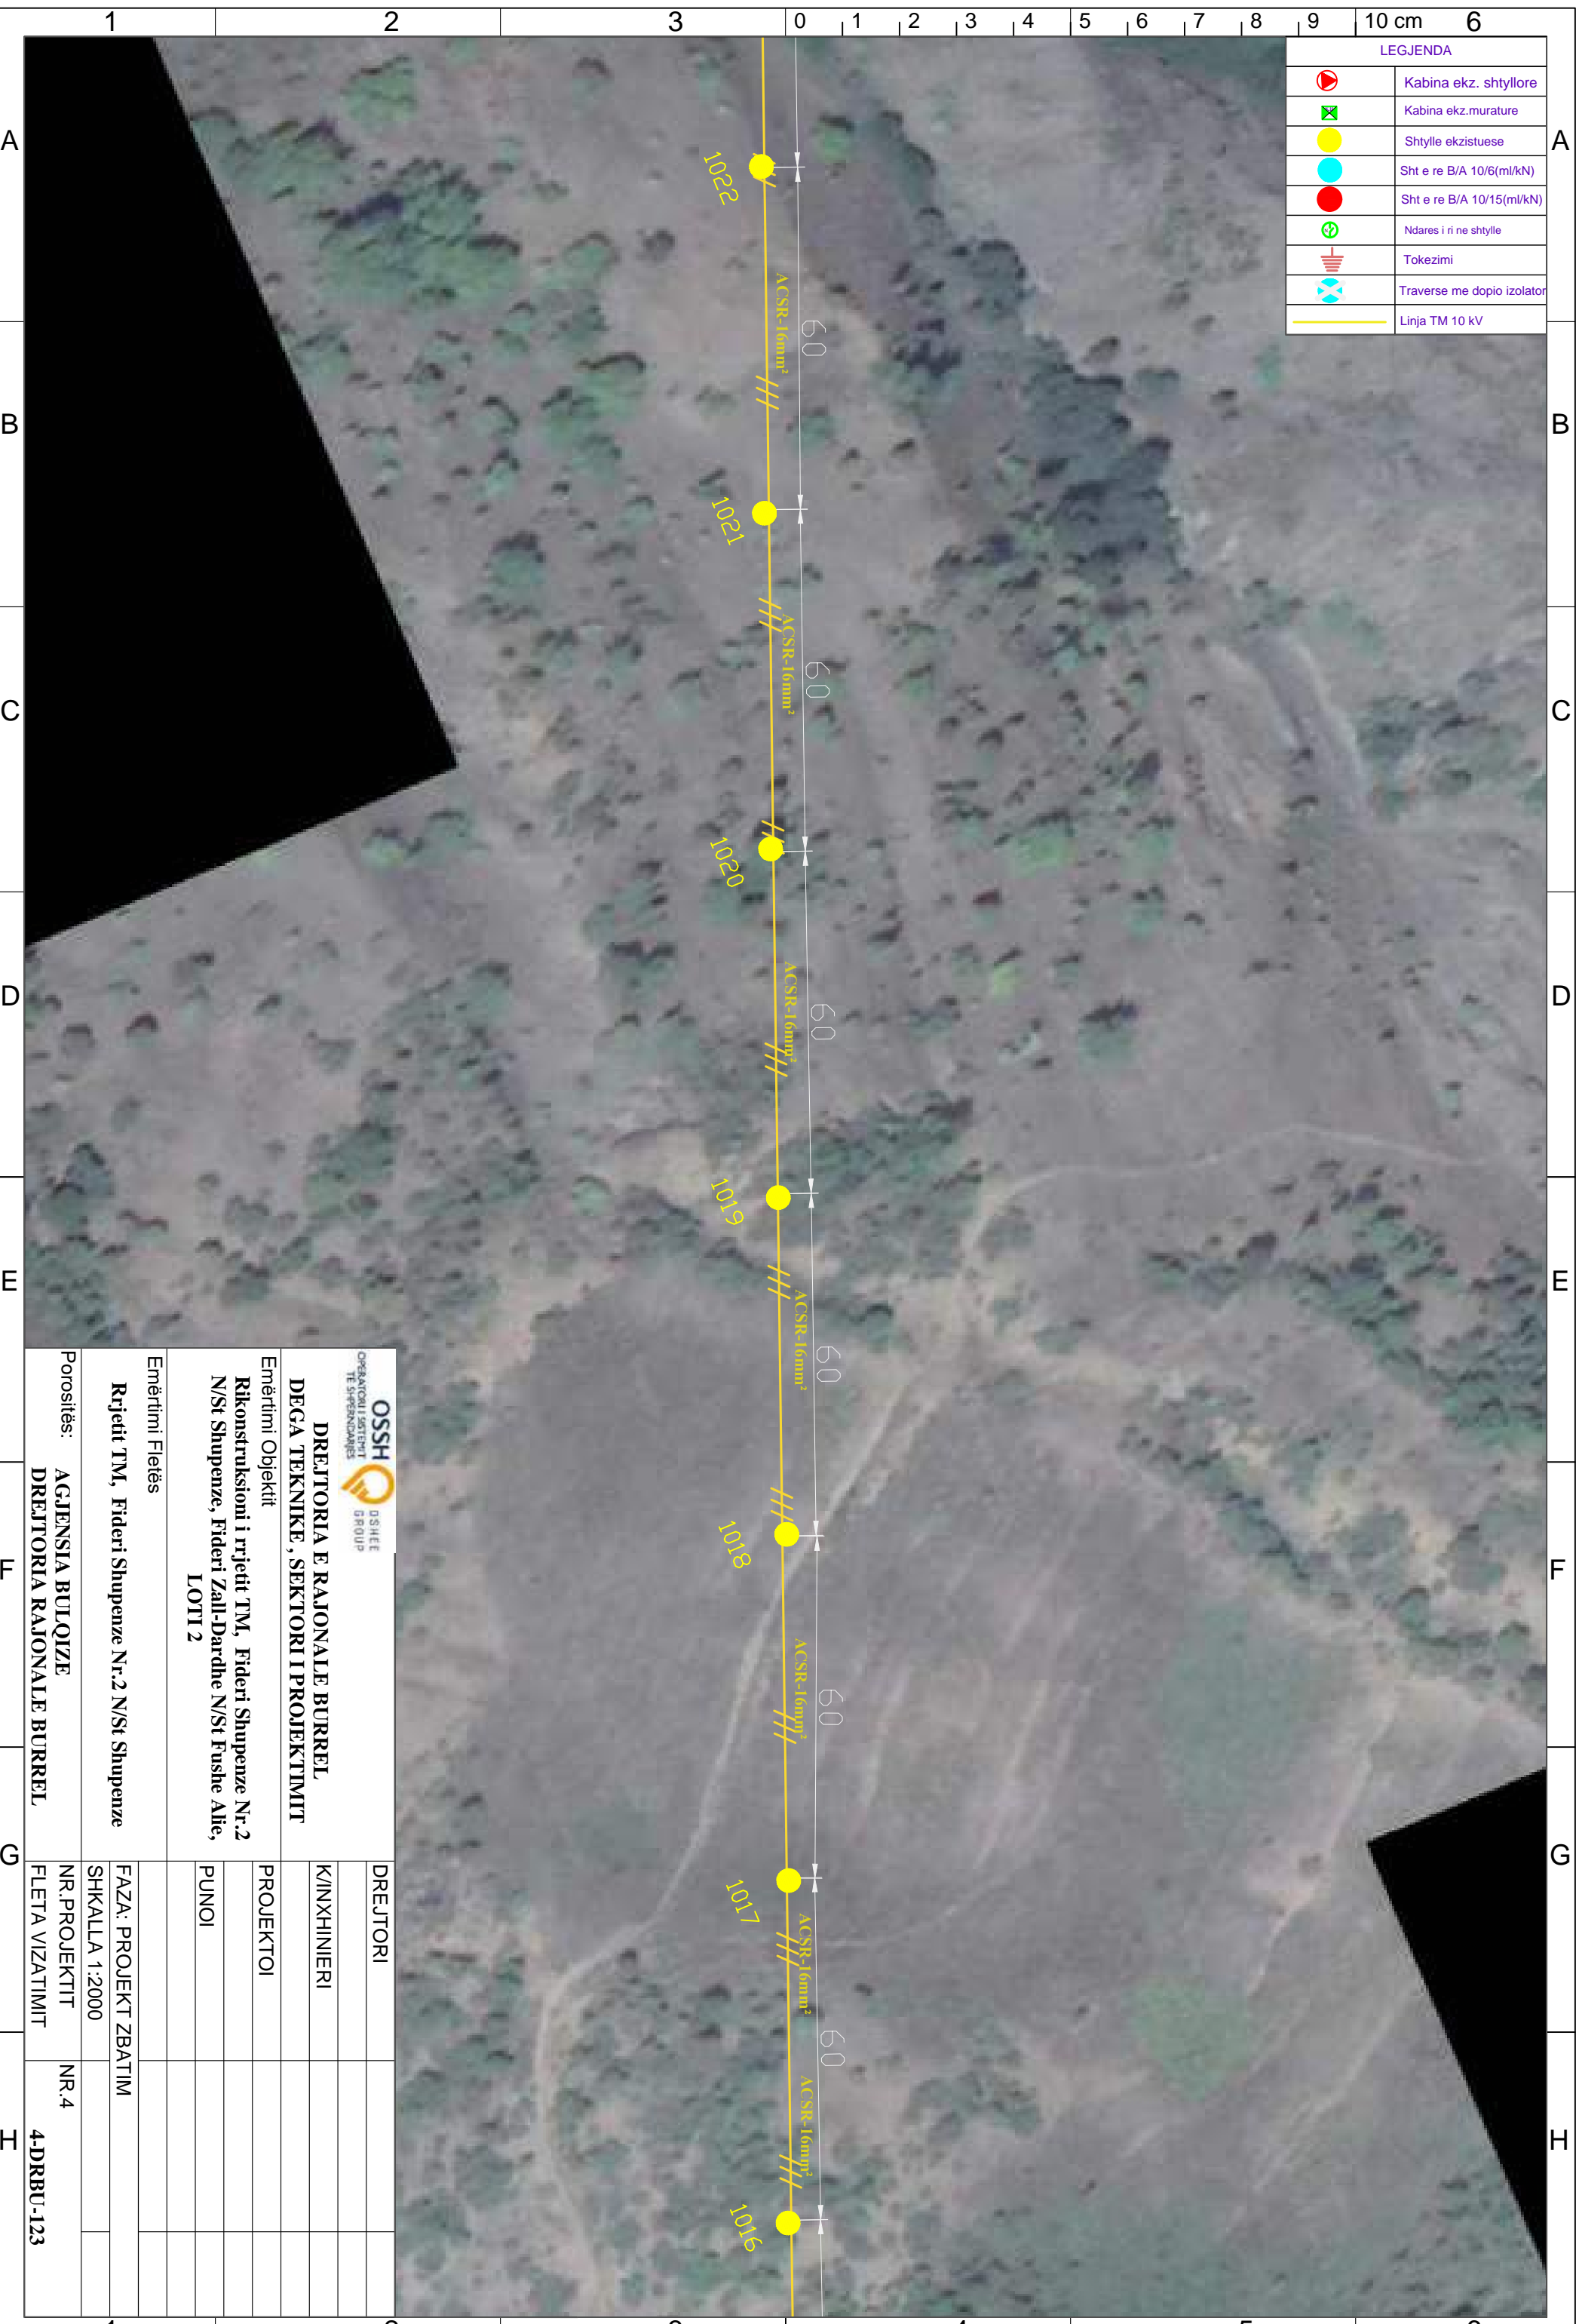 1 2 3 0 1 2 3 4 5 6 7 8 9 10 cm 6
LEGJENDA
Kabina ekz. shtyllore
Kabina ekz.murature
Shtylle ekzistuese
Sht e re B/A 10/6(ml/kN)
Sht e re B/A 10/15(ml/kN)
Ndares i ri ne shtylle
Tokezimi
Traverse me dopio izolator
Linja TM 10 kV
A A
B B
C C
D D
E E
F F
G G
H H
1022
ACSR-16mm²
60
1021
ACSR-16mm²
60
1020
ACSR-16mm²
60
1019
ACSR-16mm²
60
1018
ACSR-16mm²
60
1017
ACSR-16mm²
60
ACSR-16mm²
1016
OSSH
OPERATORI I SISTEMIT
TË SHPËRNDARJES
OSHEE
GROUP
DREJTORIA E RAJONALE BURREL
DEGA TEKNIKE , SEKTORI I PROJEKTIMIT
Emërtimi Objektit
Rikonstruksioni i rrjetit TM, Fideri Shupenze Nr.2
N/St Shupenze, Fideri Zall-Dardhe N/St Fushe Alie,
LOTI 2
Emërtimi Fletës
Rrjetit TM, Fideri Shupenze Nr.2 N/St Shupenze
Porositës:
AGJENSIA BULQIZE
DREJTORIA RAJONALE BURREL
DREJTORI
K/INXHINIERI
PROJEKTOI
PUNOI
FAZA: PROJEKT ZBATIM
SHKALLA 1:2000
NR.PROJEKTIT NR.4
FLETA VIZATIMIT 4-DRBU-123